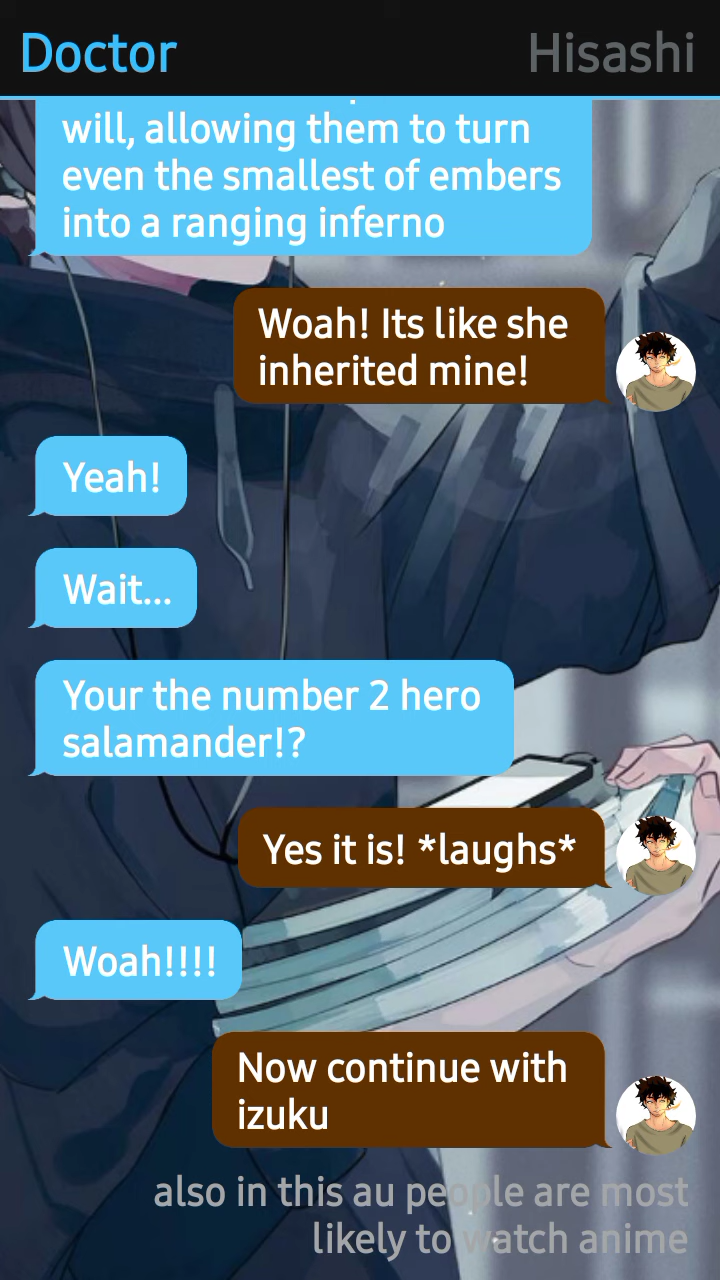 Doctor
Hisashi
will, allowing them to turn
even the smallest of embers
into a ranging inferno
Woah! Its like she
inherited mine!
Yeah!
Wait...
Your the number 2 hero
salamander!?
Yes it is! *laughs*
Woah!!!!
Now continue with
izuku
also in this au people are most
likely to watch anime